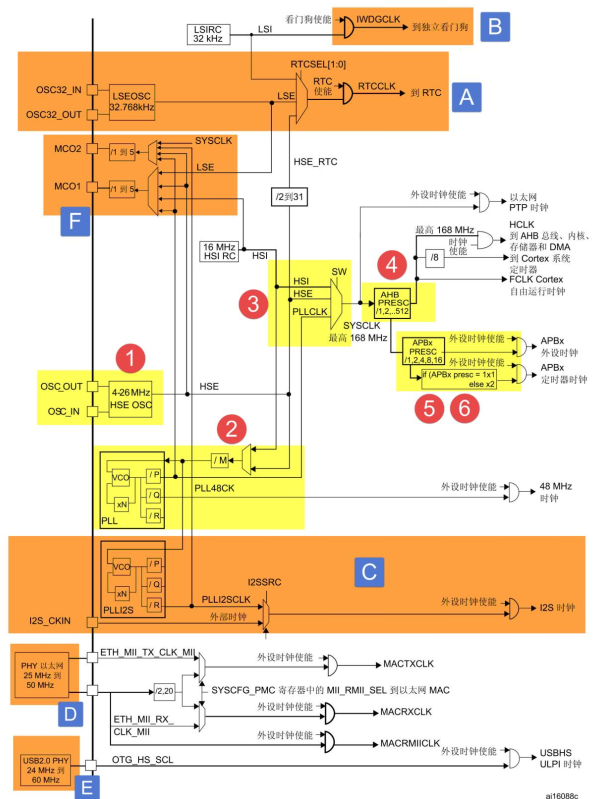 看门狗使能
IWDGCLK
到独立看门狗
B
LSIRC
32 kHz
LSI
RTCSEL[1:0]
OSC32_IN
LSEOSC
32.768kHz
OSC32_OUT
LSE
RTC
使能
RTCCLK
到 RTC
A
MCO2
/1 到 5
SYSCLK
LSE
MCO1
/1 到 5
F
HSE_RTC
/2到31
16 MHz
HSI RC
HSI
外设时钟使能
以太网
PTP 时钟
HCLK
到 AHB 总线、内核、
存储器和 DMA
最高 168 MHz
时钟
使能
/8
到 Cortex 系统
定时器
FCLK Cortex
自由运行时钟
SW
3
HSI
HSE
PLLCLK
SYSCLK
最高 168 MHz
4
AHB
PRESC
/1,2,..512
APBx
PRESC
/1,2,4,8,16
外设时钟使能
APBx
外设时钟
外设时钟使能
if (APBx presc = 1x1
else x2
APBx
定时器时钟
5
6
1
OSC_OUT
OSC_IN
4-26 MHz
HSE OSC
HSE
2
/ M
VCO
xN
/ P
/ Q
/ R
PLL
PLL48CK
外设时钟使能
48 MHz
时钟
C
VCO
xN
/ P
/ Q
/ R
PLLI2S
I2SSRC
PLLI2SCLK
I2S_CKIN
外部时钟
外设时钟使能
I2S 时钟
ETH_MII_TX_CLK_MII
PHY 以太网
25 MHz 到
50 MHz
D
外设时钟使能
MACTXCLK
/2,20
SYSCFG_PMC 寄存器中的 MII_RMII_SEL 到以太网 MAC
ETH_MII_RX_
CLK_MII
外设时钟使能
MACRXCLK
外设时钟使能
MACRMIICLK
USB2.0 PHY
24 MHz 到
60 MHz
E
OTG_HS_SCL
外设时钟使能
USBHS
ULPI 时钟
ai16088c